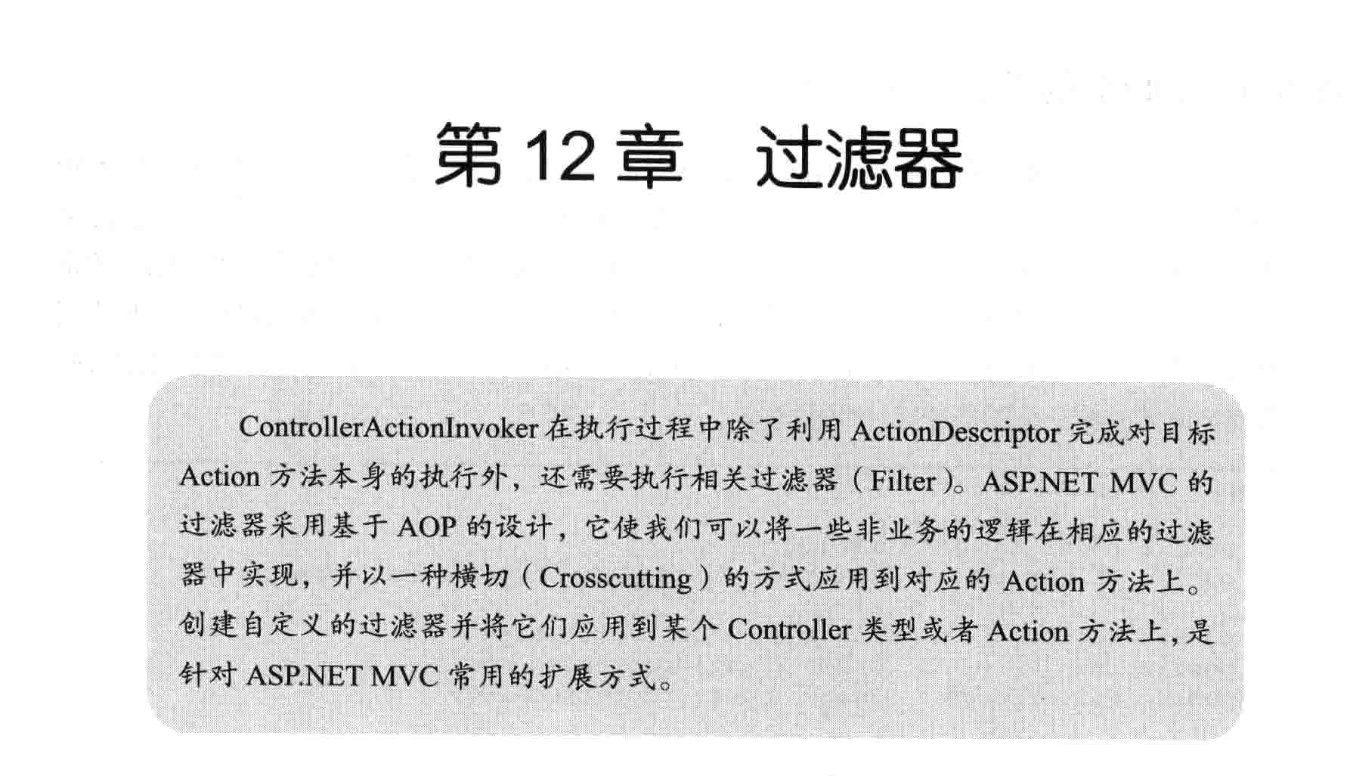 第 12 章 过滤器
ControllerActionInvoker 在执行过程中除了利用 ActionDescriptor 完成对目标
Action 方法本身的执行外，还需要执行相关过滤器（Filter）。ASP.NET MVC 的
过滤器采用基于 AOP 的设计，它使我们可以将一些非业务的逻辑在相应的过滤
器中实现，并以一种横切（Crosscutting）的方式应用到对应的 Action 方法上。
创建自定义的过滤器并将它们应用到某个 Controller 类型或者 Action 方法上，是
针对 ASP.NET MVC 常用的扩展方式。